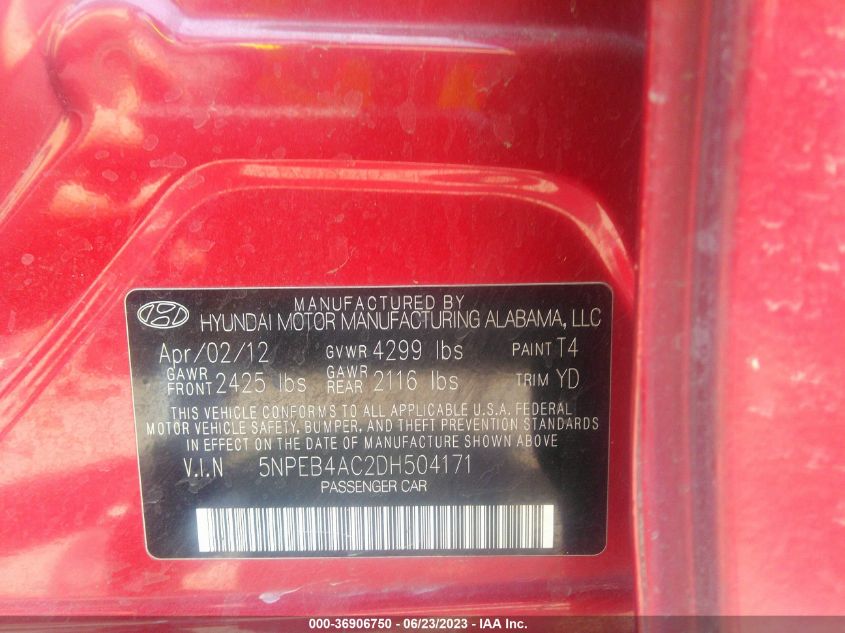 MANUFACTURED BY
HYUNDAI MOTOR MANUFACTURING ALABAMA, LLC
Apr/02/12 GVWR 4299 lbs PAINT T4
GAWR FRONT 2425 lbs GAWR REAR 2116 lbs TRIM YD
THIS VEHICLE CONFORMS TO ALL APPLICABLE U.S.A. FEDERAL
MOTOR VEHICLE SAFETY, BUMPER, AND THEFT PREVENTION STANDARDS
IN EFFECT ON THE DATE OF MANUFACTURE SHOWN ABOVE
V.I.N 5NPEB4AC2DH504171
PASSENGER CAR
000-36906750 - 06/23/2023 - IAA Inc.